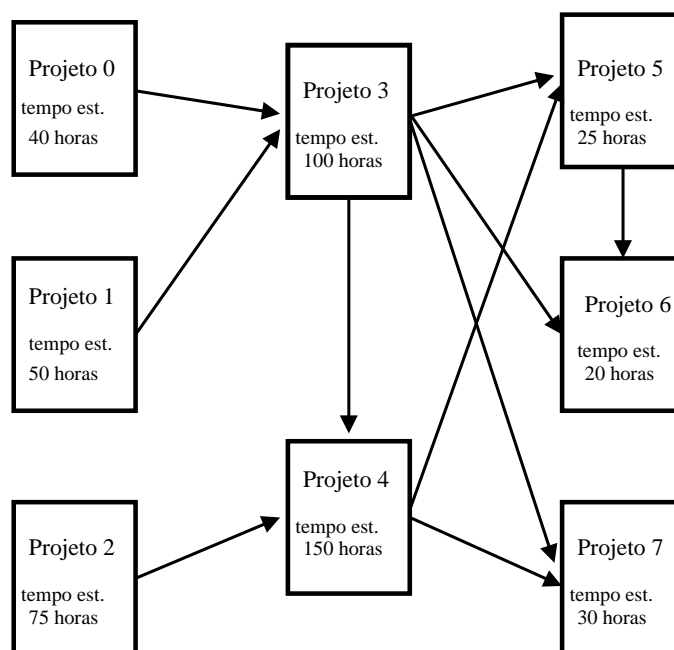 Projeto 0
tempo est.
40 horas
Projeto 3
tempo est.
100 horas
Projeto 5
tempo est.
25 horas
Projeto 1
tempo est.
50 horas
Projeto 6
tempo est.
20 horas
Projeto 2
tempo est.
75 horas
Projeto 4
tempo est.
150 horas
Projeto 7
tempo est.
30 horas